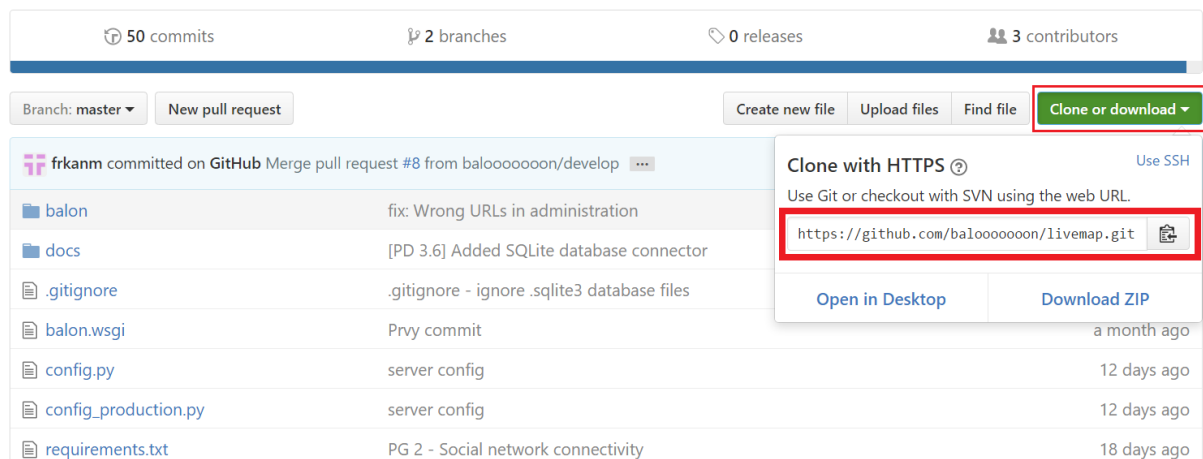 50 commits 2 branches 0 releases 3 contributors
Branch: master New pull request Create new file Upload files Find file Clone or download
frkanm committed on GitHub Merge pull request #8 from balooooooon/develop ...
Clone with HTTPS ? Use SSH
Use Git or checkout with SVN using the web URL.
https://github.com/balooooooon/livemap.git
Open in Desktop Download ZIP
balon fix: Wrong URLs in administration
docs [PD 3.6] Added SQLite database connector
.gitignore .gitignore - ignore .sqlite3 database files
balon.wsgi Prvy commit a month ago
config.py server config 12 days ago
config_production.py server config 12 days ago
requirements.txt PG 2 - Social network connectivity 18 days ago